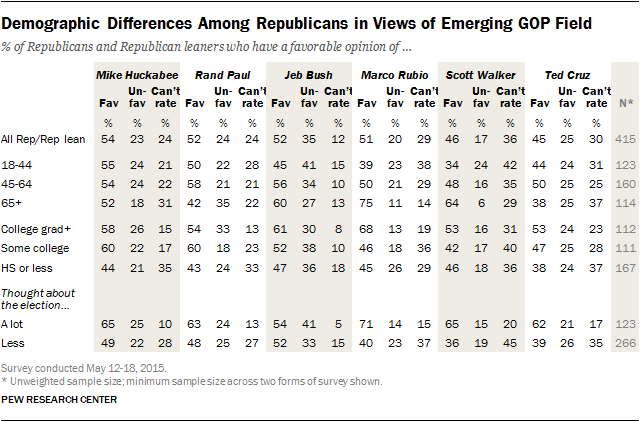 Demographic Differences Among Republicans in Views of Emerging GOP Field
% of Republicans and Republican leaners who have a favorable opinion of ...
Mike Huckabee Rand Paul Jeb Bush Marco Rubio Scott Walker Ted Cruz
Fav Un-fav Can't rate Fav Un-fav Can't rate Fav Un-fav Can't rate Fav Un-fav Can't rate Fav Un-fav Can't rate Fav Un-fav Can't rate N*
% % % % % % % % % % % % % % % % % %
All Rep/Rep lean 54 23 24 52 24 24 52 35 12 51 20 29 46 17 36 45 25 30 415
18-44 55 24 21 50 22 28 45 41 15 39 23 38 34 24 42 44 24 31 123
45-64 54 24 22 58 21 21 56 34 10 50 21 29 48 16 35 50 25 25 160
65+ 52 18 31 42 35 22 60 27 13 75 11 14 64 6 29 38 25 37 114
College grad+ 58 26 15 54 33 13 61 30 8 68 13 19 53 16 31 53 24 23 112
Some college 60 22 17 60 18 23 52 38 10 46 18 36 42 17 40 47 25 28 111
HS or less 44 21 35 43 24 33 47 36 18 45 26 29 46 18 36 38 24 37 167
Thought about
the election...
A lot 65 25 10 63 24 13 54 41 5 71 14 15 65 15 20 62 21 17 123
Less 49 22 28 48 25 27 52 33 15 40 23 37 36 19 45 39 26 35 266
Survey conducted May 12-18, 2015.
* Unweighted sample size; minimum sample size across two forms of survey shown.
PEW RESEARCH CENTER